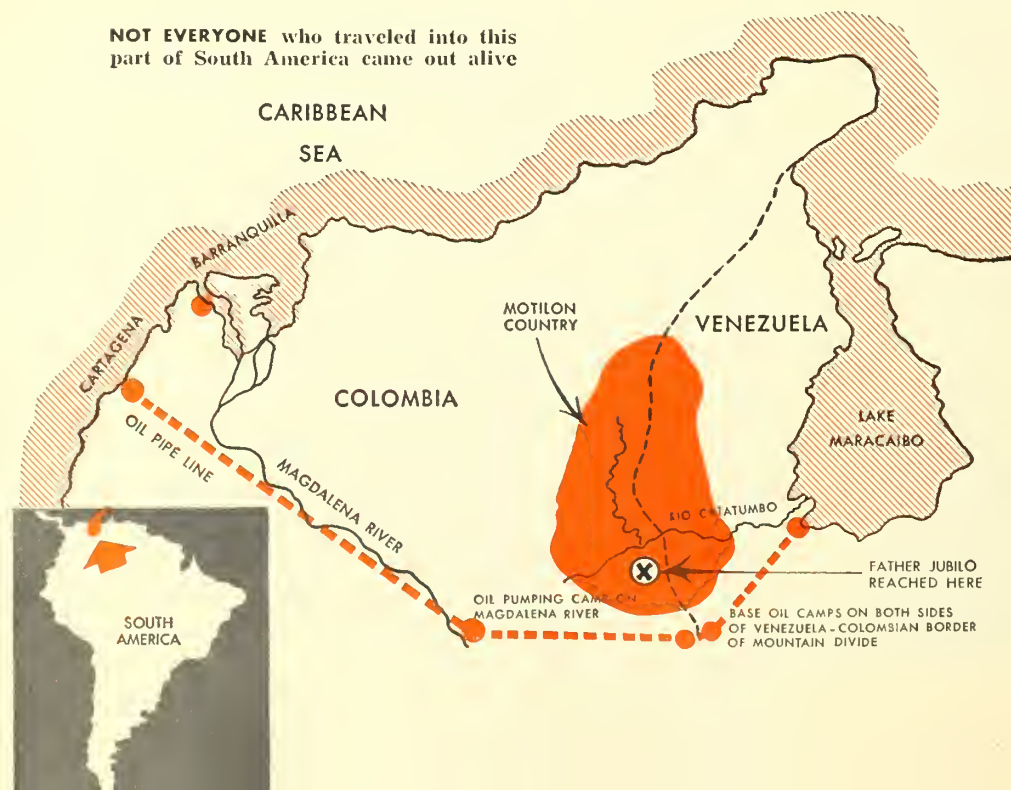 NOT EVERYONE who traveled into this
part of South America came out alive
CARIBBEAN
SEA
BARRANQUILLA
CARTAGENA
MOTILON
COUNTRY
VENEZUELA
COLOMBIA
LAKE
MARACAIBO
OIL PIPE LINE
MAGDALENA RIVER
RIO CATATUMBO
FATHER JUBILO
REACHED HERE
X
OIL PUMPING CAMP ON
MAGDALENA RIVER
BASE OIL CAMPS ON BOTH SIDES
OF VENEZUELA-COLOMBIAN BORDER
OF MOUNTAIN DIVIDE
SOUTH
AMERICA